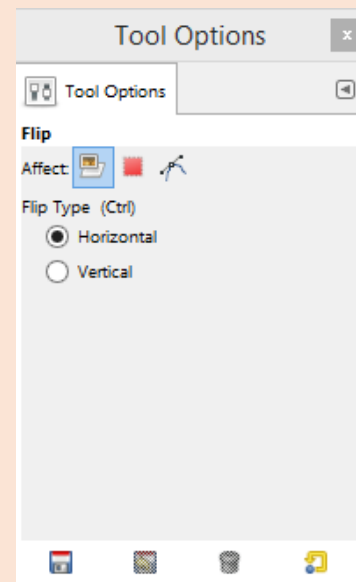 Tool Options
x
Tool Options
Flip
Affect:
Flip Type (Ctrl)
Horizontal
Vertical